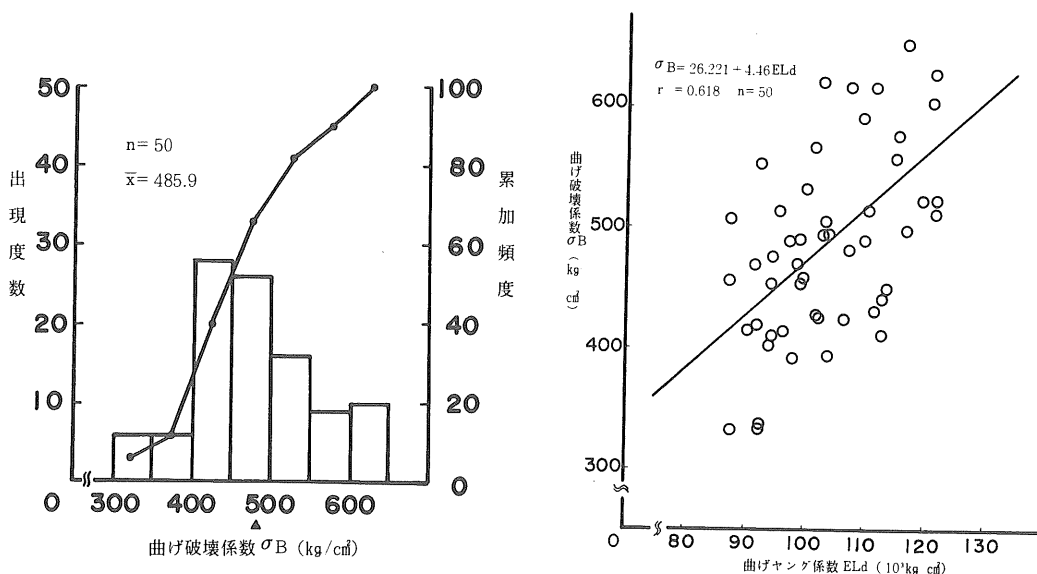 50
40
30
20
10
0
出現度数
n= 50
x̄= 485.9
100
80
60
40
20
0
累加頻度
300 400 500 600
曲げ破壊係数 σB (kg/cm²)
600
500
400
300
0
曲げ破壊係数 σB (kg cm²)
σB= 26.221 + 4.46ELd
r = 0.618 n= 50
80 90 100 110 120 130
曲げヤング係数 ELd (10³kg cm²)